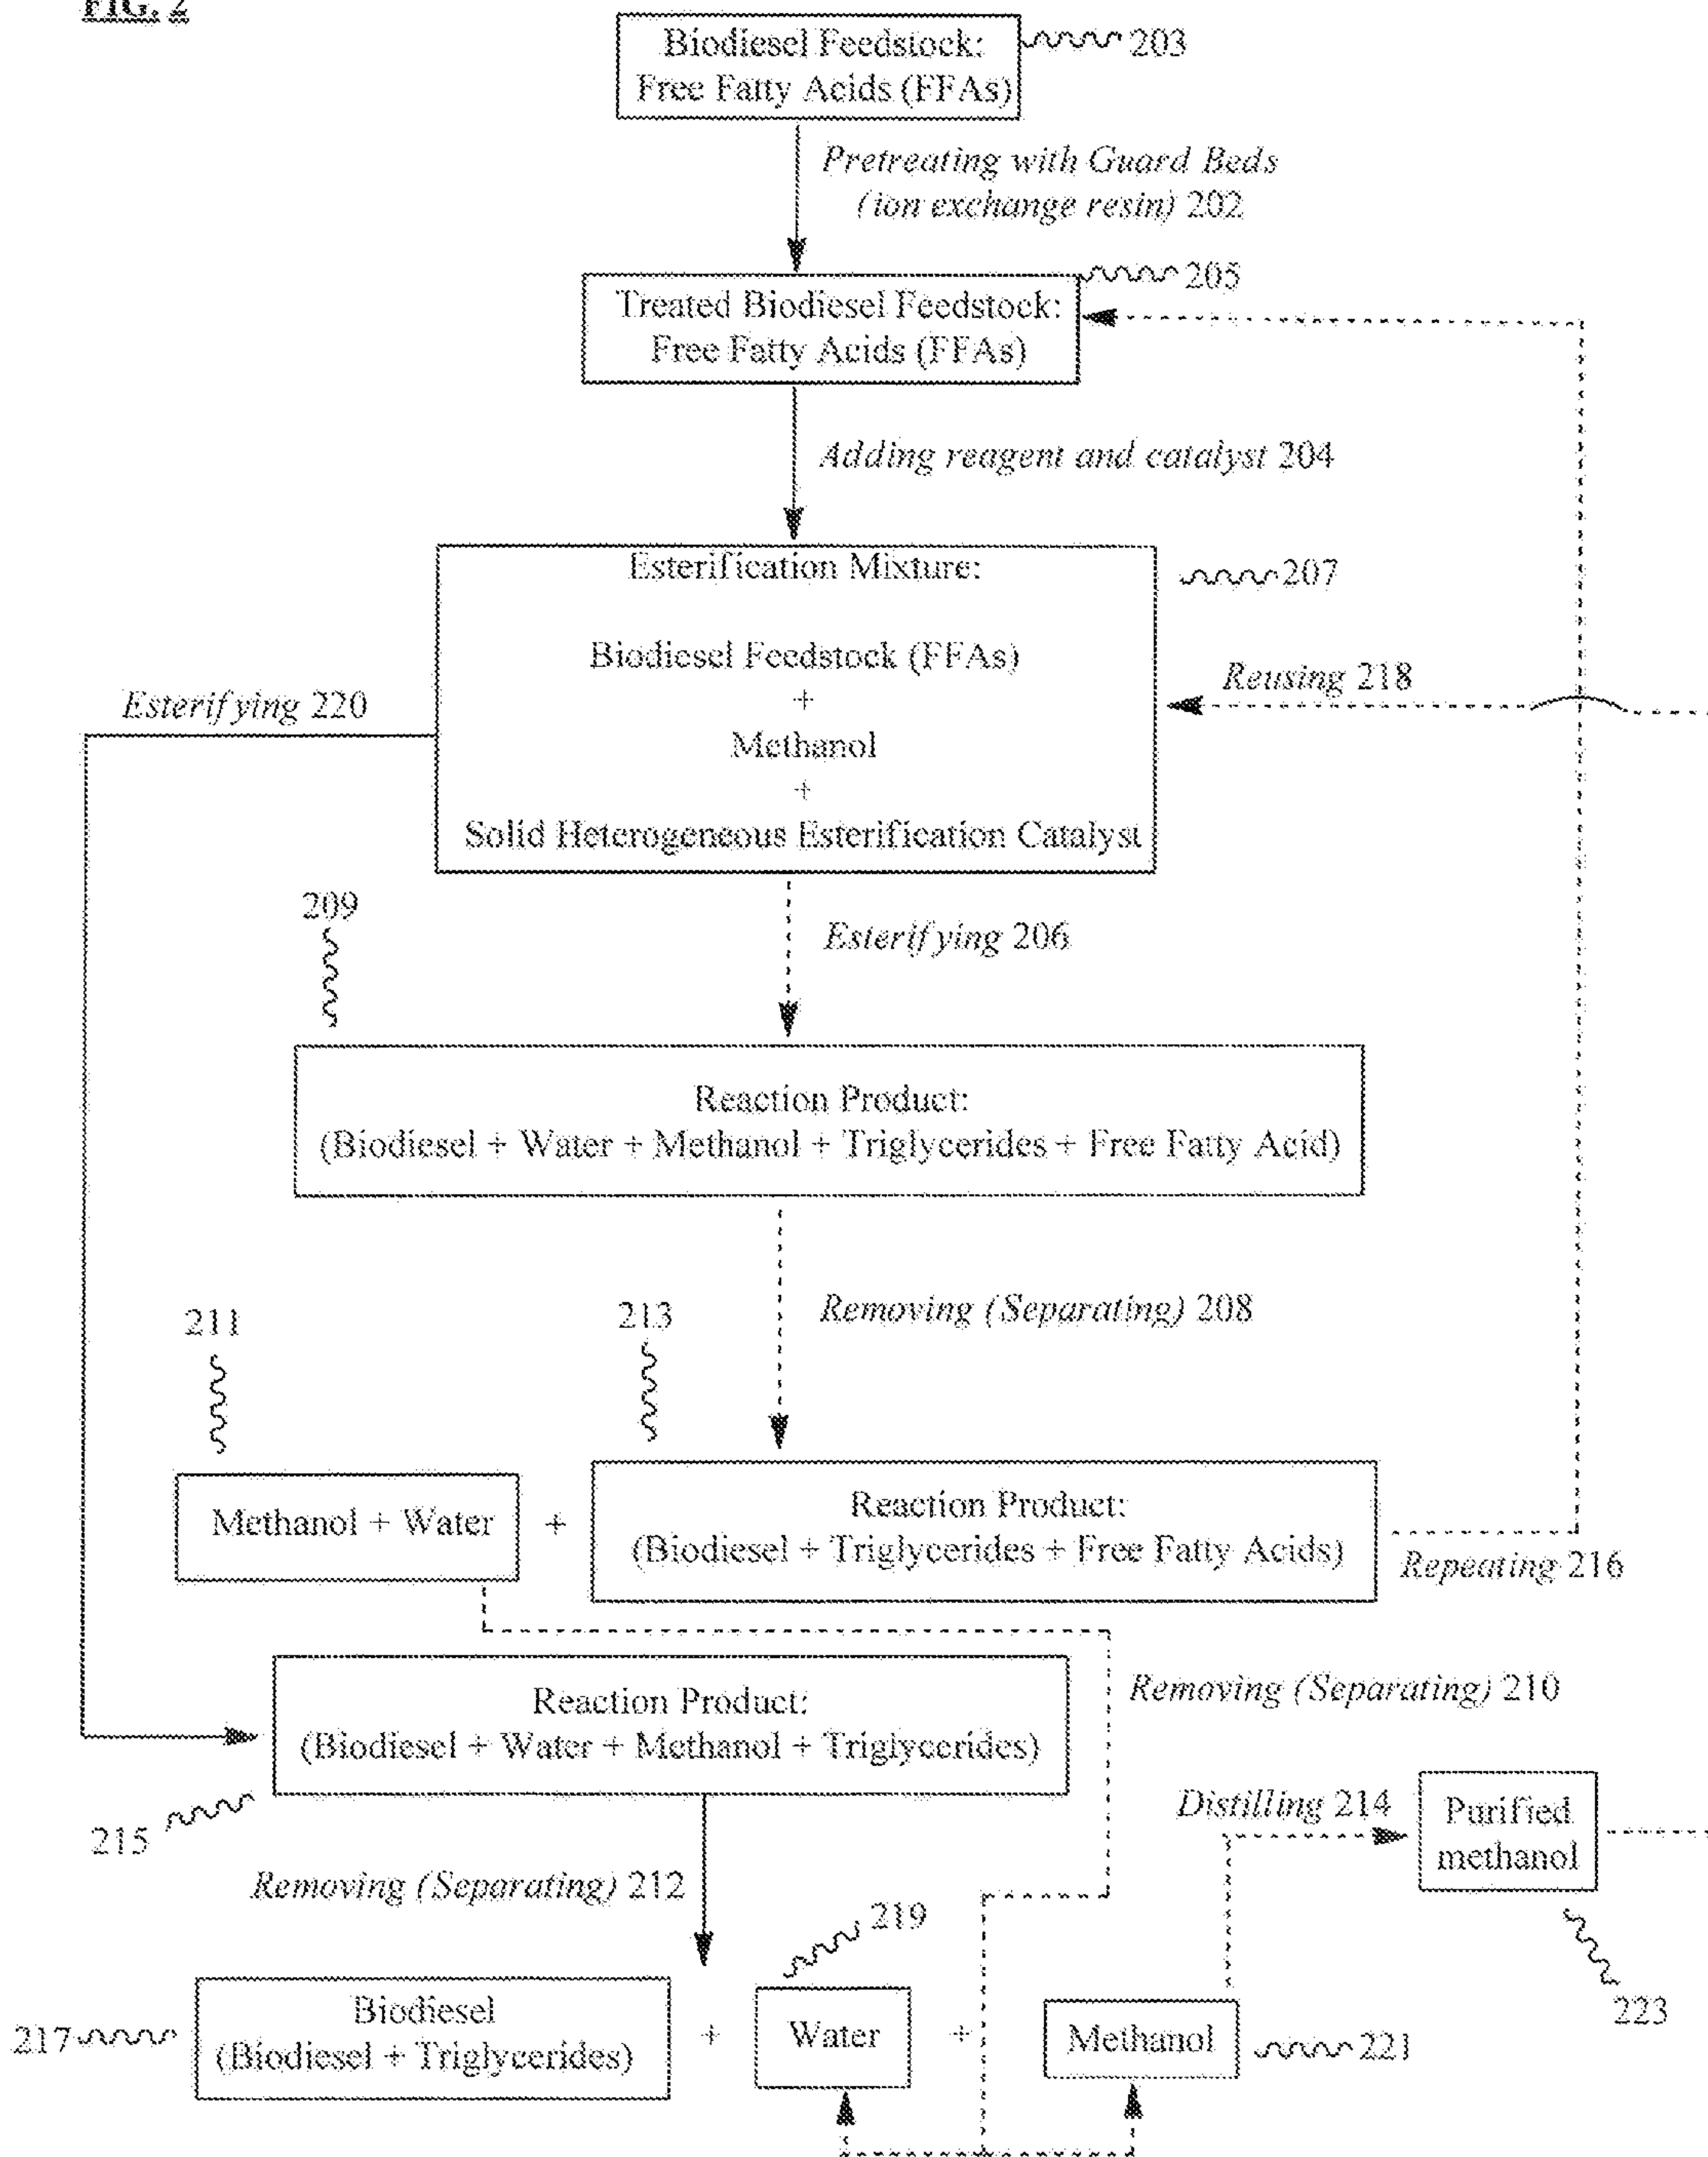 FIG. 2
Biodiesel Feedstock:
Free Fatty Acids (FFAs)
203
Pretreating with Guard Beds
(ion exchange resin) 202
205
Treated Biodiesel Feedstock:
Free Fatty Acids (FFAs)
Adding reagent and catalyst 204
Esterification Mixture:
207
Biodiesel Feedstock (FFAs)
+
Methanol
+
Solid Heterogeneous Esterification Catalyst
Reusing 218
Esterifying 220
209
Esterifying 206
Reaction Product:
(Biodiesel + Water + Methanol + Triglycerides + Free Fatty Acid)
211
213
Removing (Separating) 208
Methanol + Water
+
Reaction Product:
(Biodiesel + Triglycerides + Free Fatty Acids)
Repeating 216
Reaction Product:
(Biodiesel + Water + Methanol + Triglycerides)
Removing (Separating) 210
215
Distilling 214
Purified
methanol
Removing (Separating) 212
219
223
217
Biodiesel
(Biodiesel + Triglycerides)
+
Water
+
Methanol
221